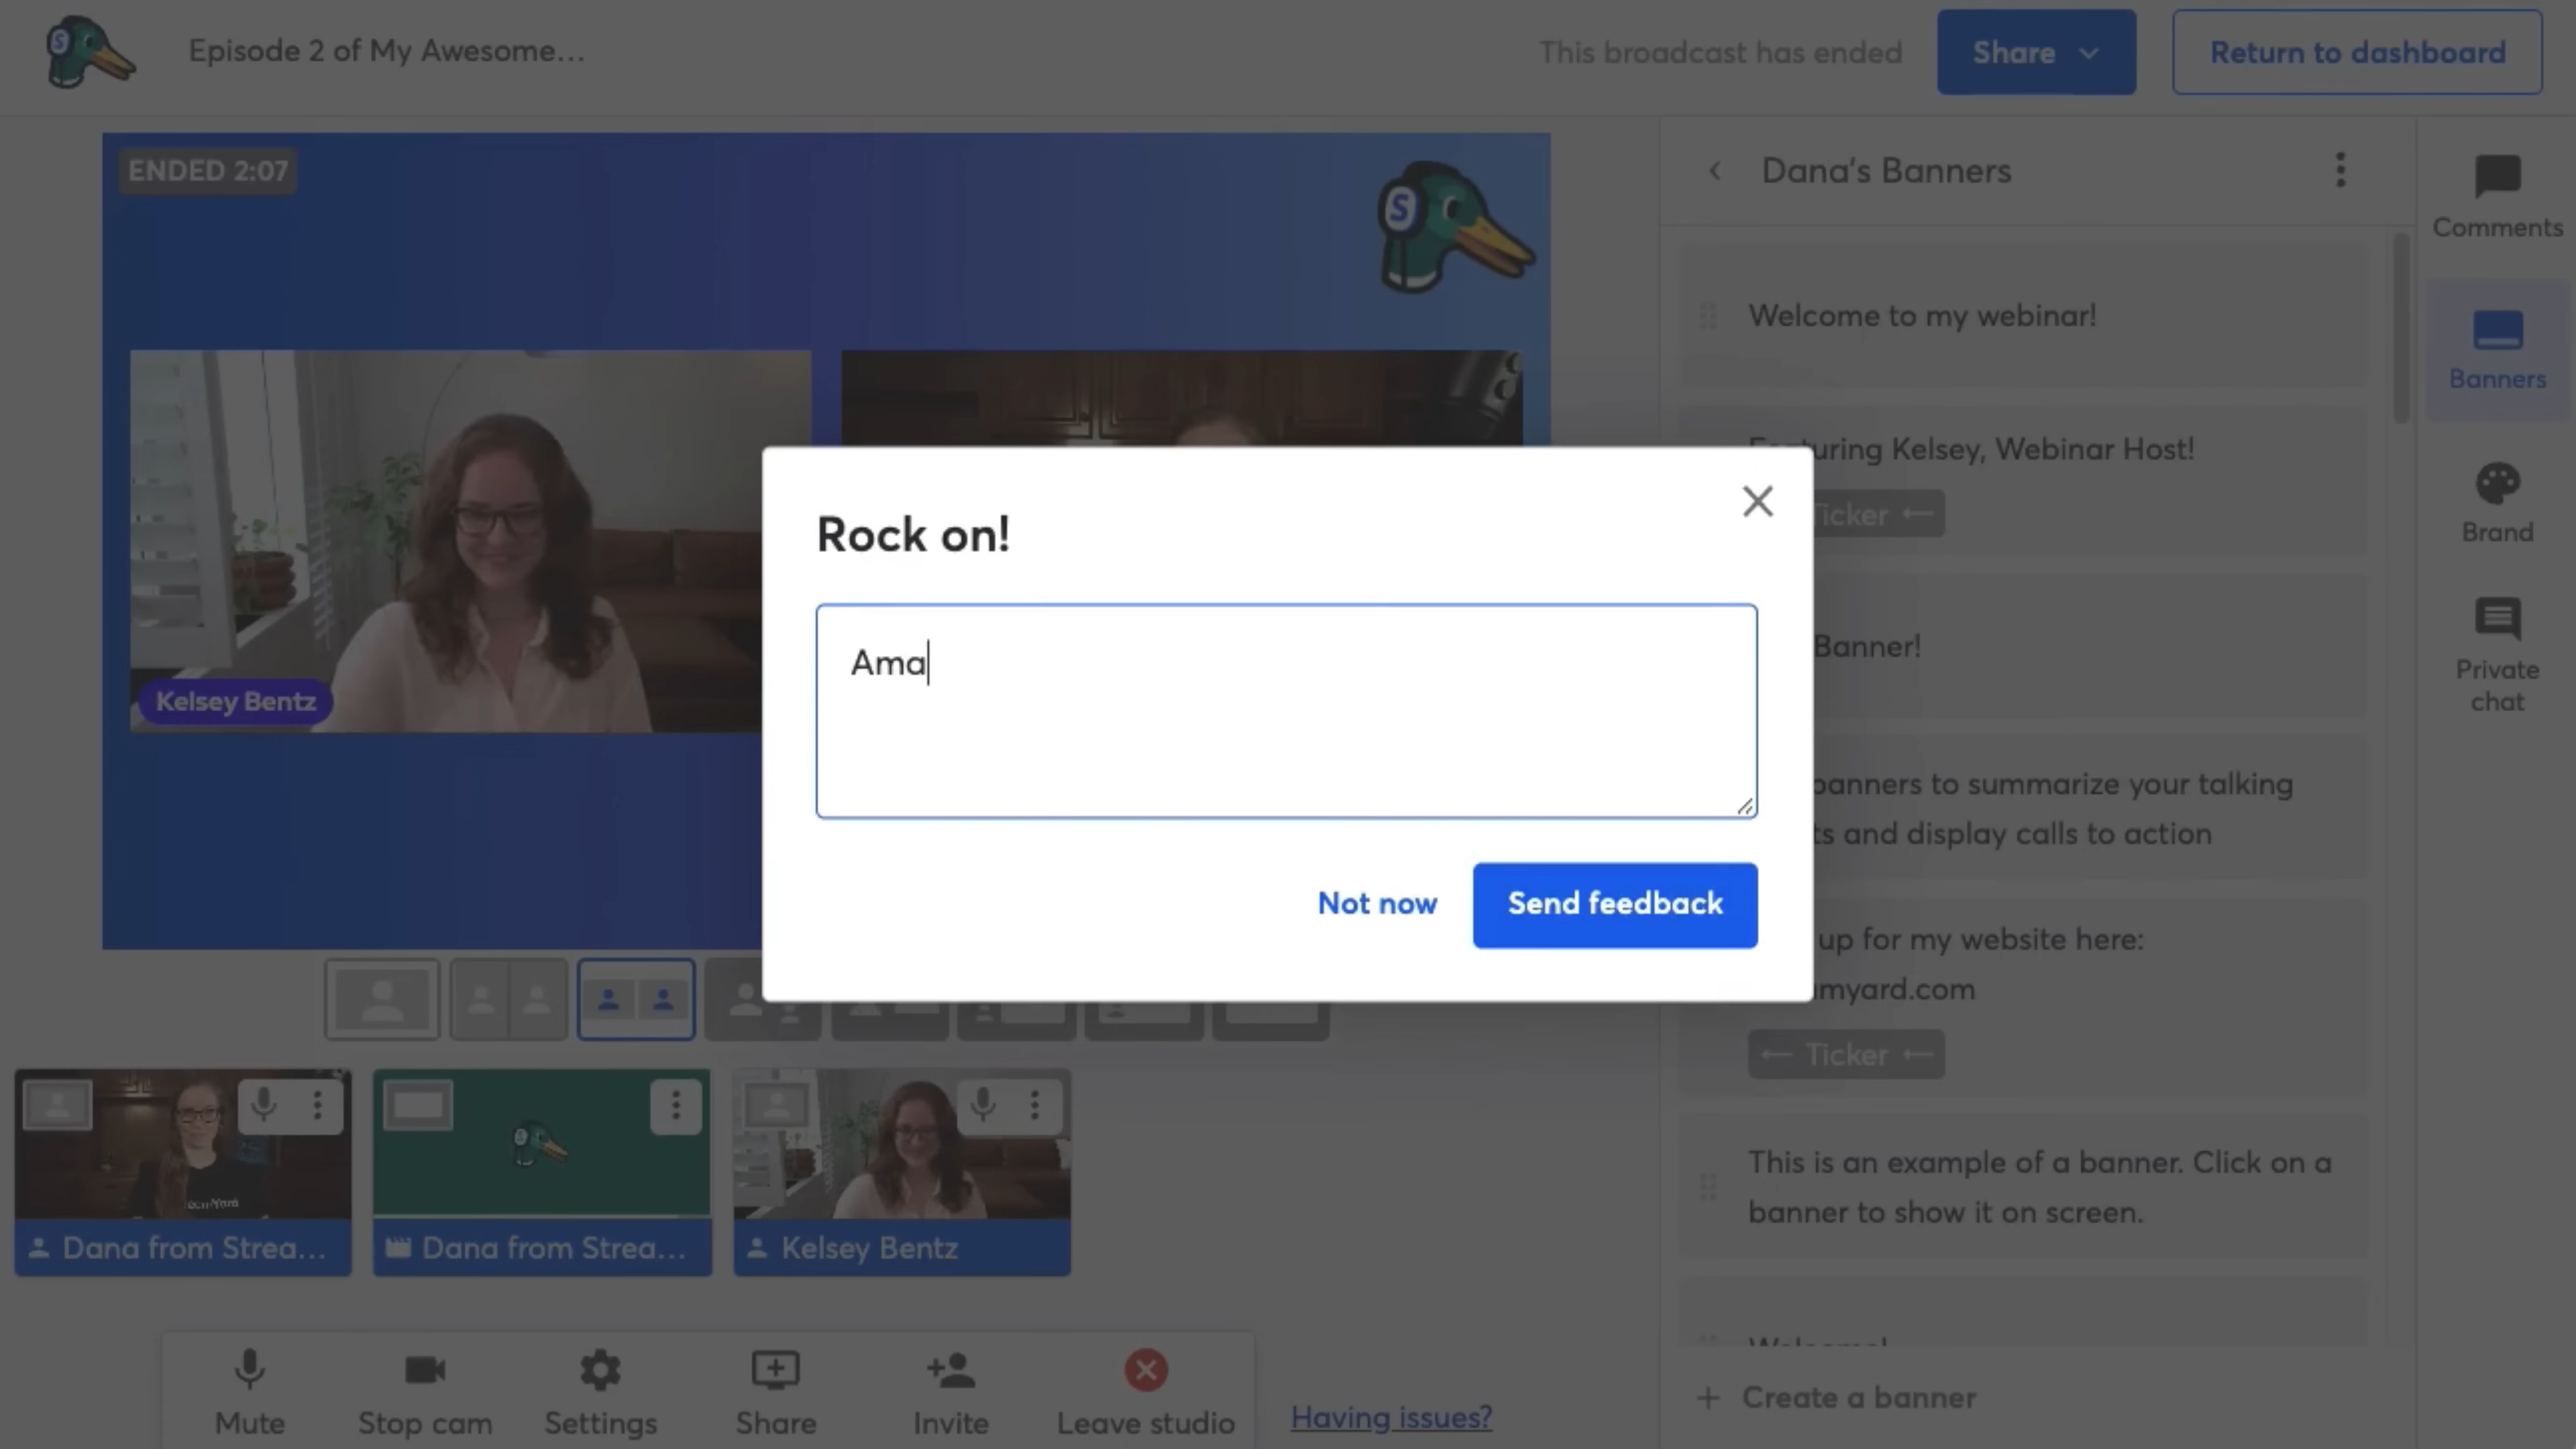 Episode 2 of My Awesome...
This broadcast has ended
Share
Return to dashboard
ENDED 2:07
S
Kelsey Bentz
Rock on!
Ama
Not now
Send feedback
Dana's Banners
Welcome to my webinar!
Kelsey, Webinar Host!
Ticker
Banner!
banners to summarize your talking
and display calls to action
up for my website here:
Ticker
This is an example of a banner. Click on a
banner to show it on screen.
Create a banner
Comments
Banners
Brand
Private
chat
Dana from Strea...
Dana from Strea...
Kelsey Bentz
Mute
Stop cam
Settings
Share
Invite
Leave studio
Having issues?